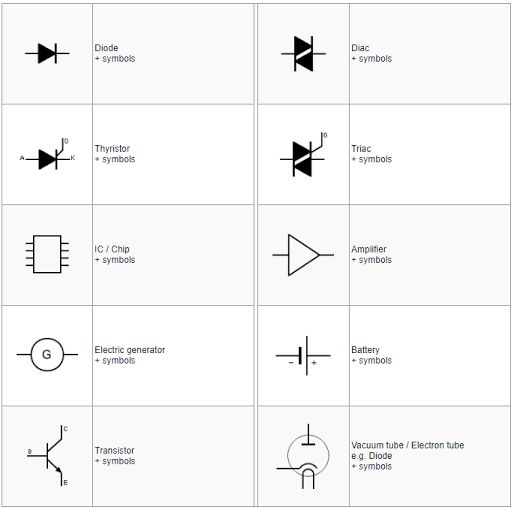 Diode
+ symbols
Diac
+ symbols
A
G
K
Thyristor
+ symbols
G
Triac
+ symbols
IC / Chip
+ symbols
Amplifier
+ symbols
G
Electric generator
+ symbols
− +
Battery
+ symbols
C
B
E
Transistor
+ symbols
Vacuum tube / Electron tube
e.g. Diode
+ symbols